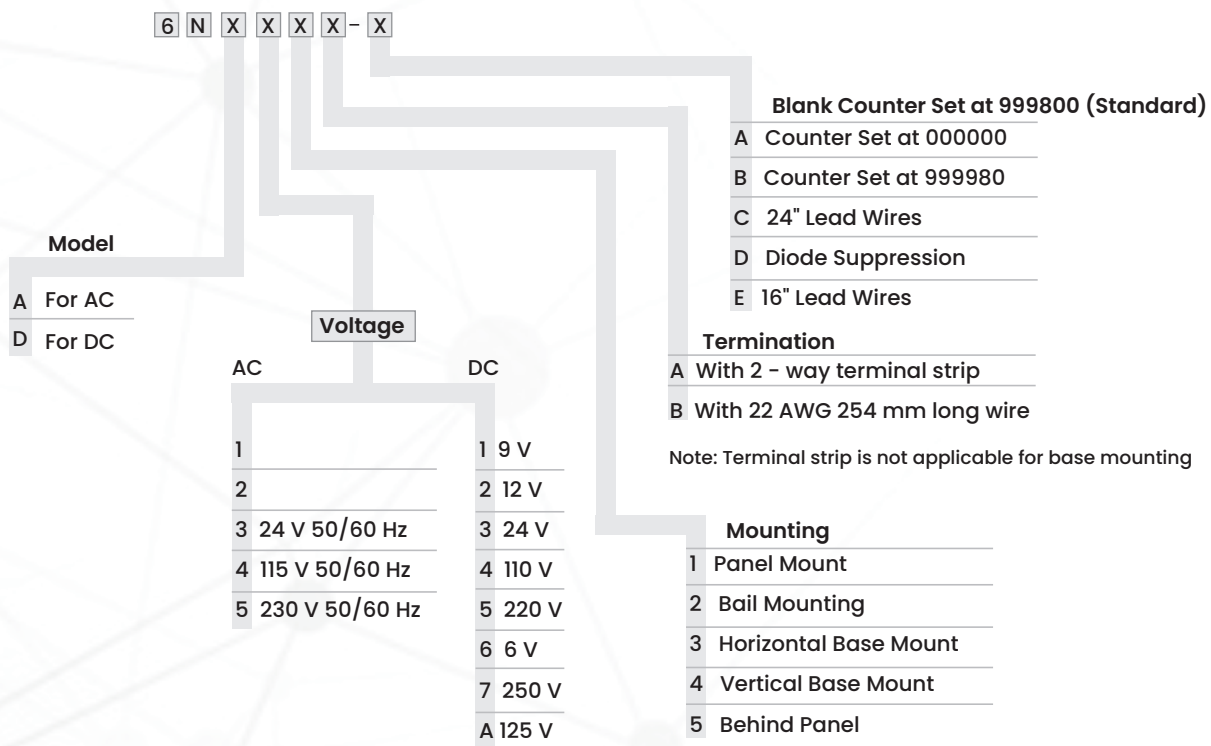 6 N X X X X - X
Blank Counter Set at 999800 (Standard)
A Counter Set at 000000
B Counter Set at 999980
C 24" Lead Wires
D Diode Suppression
E 16" Lead Wires
Model
A For AC
D For DC
Voltage
AC
1
2
3 24 V 50/60 Hz
4 115 V 50/60 Hz
5 230 V 50/60 Hz
DC
1 9 V
2 12 V
3 24 V
4 110 V
5 220 V
6 6 V
7 250 V
A 125 V
Termination
A With 2 - way terminal strip
B With 22 AWG 254 mm long wire
Note: Terminal strip is not applicable for base mounting
Mounting
1 Panel Mount
2 Bail Mounting
3 Horizontal Base Mount
4 Vertical Base Mount
5 Behind Panel